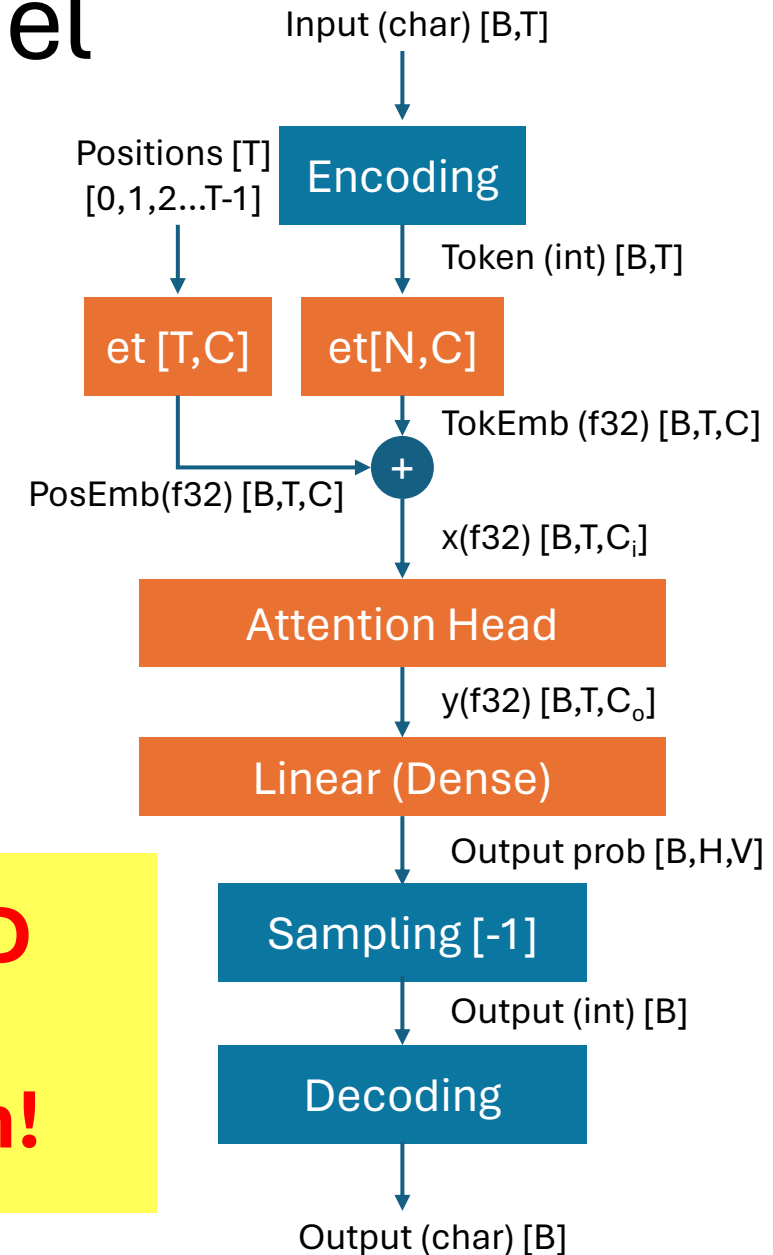 el
Input (char) [B,T]
Positions [T]
[0,1,2...T-1]
Encoding
Token (int) [B,T]
et [T,C]
et[N,C]
TokEmb (f32) [B,T,C]
+
PosEmb(f32) [B,T,C]
x(f32) [B,T,Cᵢ]
Attention Head
y(f32) [B,T,Cₒ]
Linear (Dense)
Output prob [B,H,V]
Sampling [-1]
Output (int) [B]
Decoding
Output (char) [B]